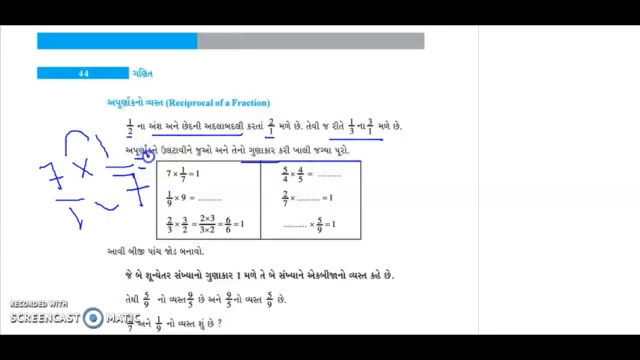 44 ગણિત
અપૂર્ણાંકનો વ્યસ્ત (Reciprocal of a Fraction)
1/2 ના અંશ અને છેદની અદલાબદલી કરતાં 2/1 મળે છે. તેવી જ રીતે 1/3 ના 3/1 મળે છે.
અપૂર્ણાંકને ઉલટાવીને જુઓ અને તેનો ગુણાકાર કરી ખાલી જગ્યા પૂરો.
7 × 1/7 = 1
1/9 × 9 = ........
2/3 × 3/2 = 2 × 3/3 × 2 = 6/6 = 1
5/4 × 4/5 = ..........
2/7 × .......... = 1
.......... × 5/9 = 1
7/1 × 1/7 =
આવી બીજી પાંચ જોડ બનાવો.
જે બે શૂન્યેતર સંખ્યાનો ગુણાકાર 1 મળે તે બે સંખ્યાને એકબીજાનો વ્યસ્ત કહે છે.
તેથી 5/9 નો વ્યસ્ત 9/5 છે અને 9/5 નો વ્યસ્ત 5/9 છે.
અને 1/9 નો વ્યસ્ત શું છે ?
RECORDED WITH
SCREENCAST MATIC